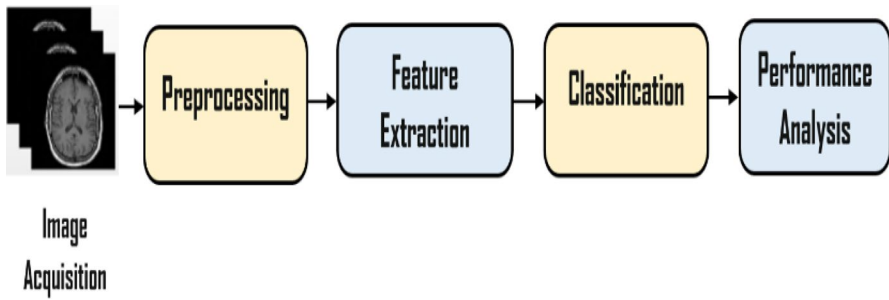 Preprocessing
Feature
Extraction
Classification
Performance
Analysis
Image
Acquisition